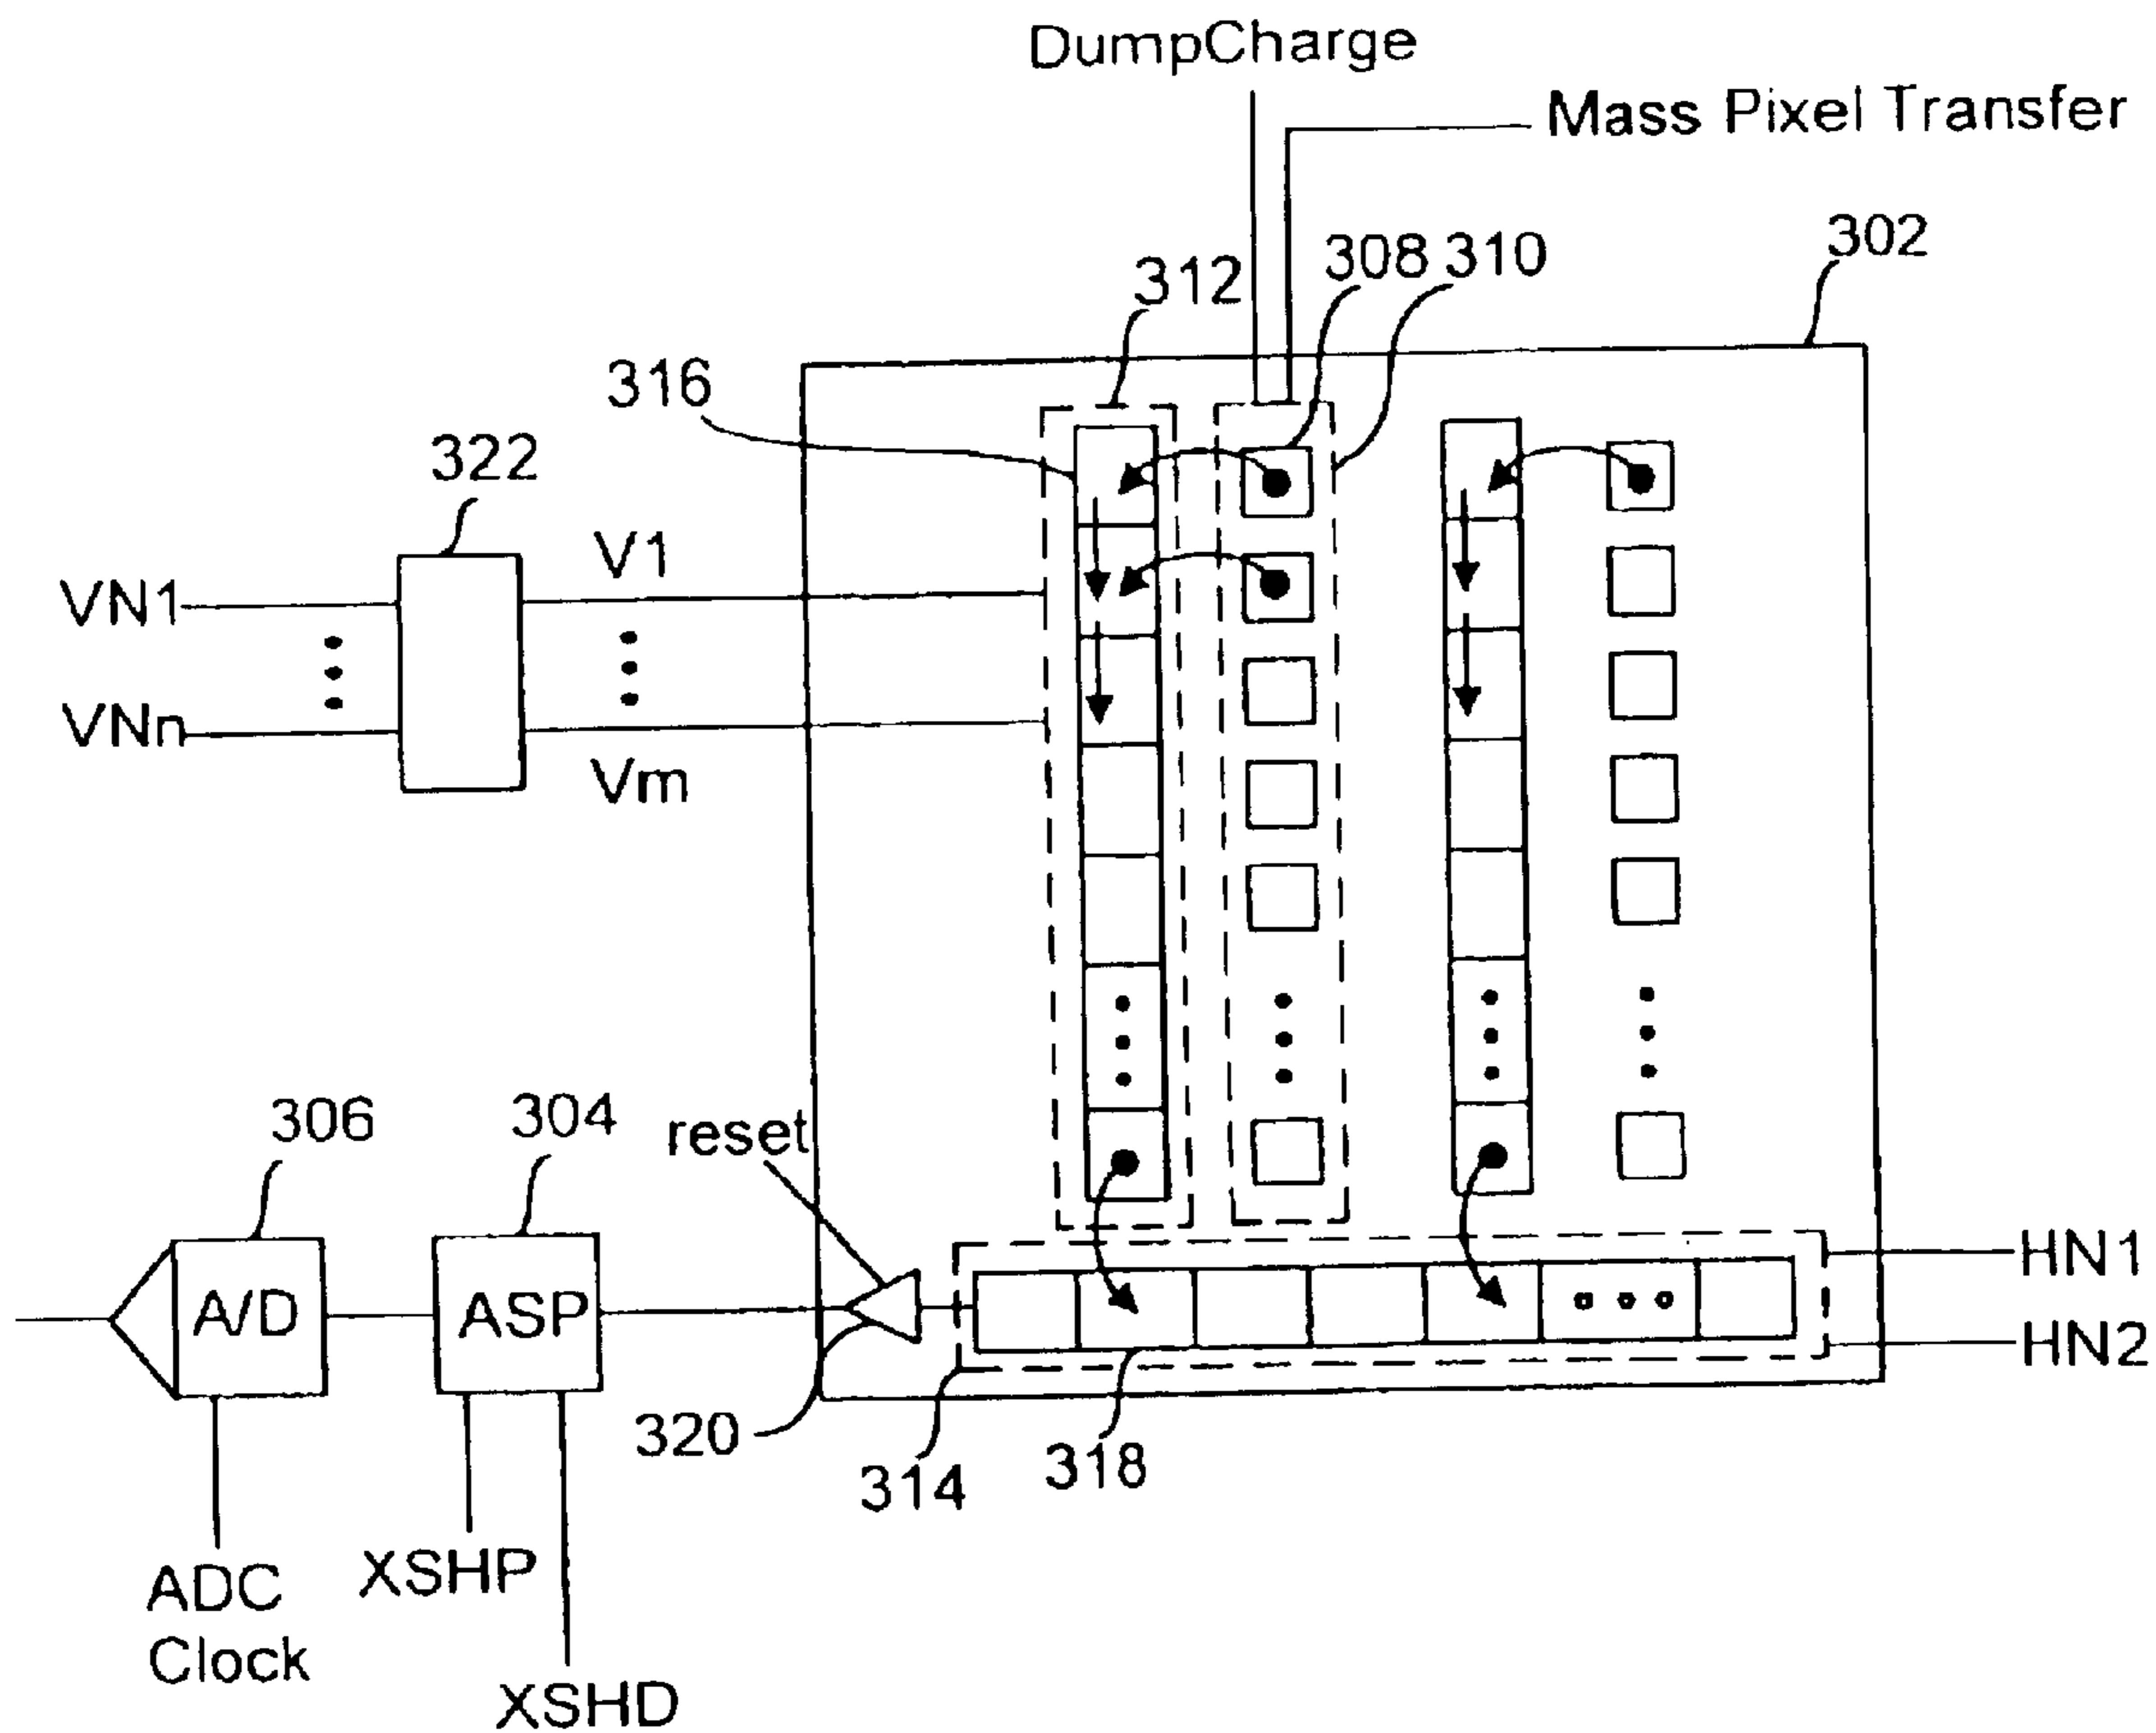 DumpCharge
Mass Pixel Transfer
302
308 310
312
316
322
V1
VN1
VNn
Vm
306
304
reset
HN1
A/D
ASP
HN2
320
318
314
XSHP
ADC
Clock
XSHD